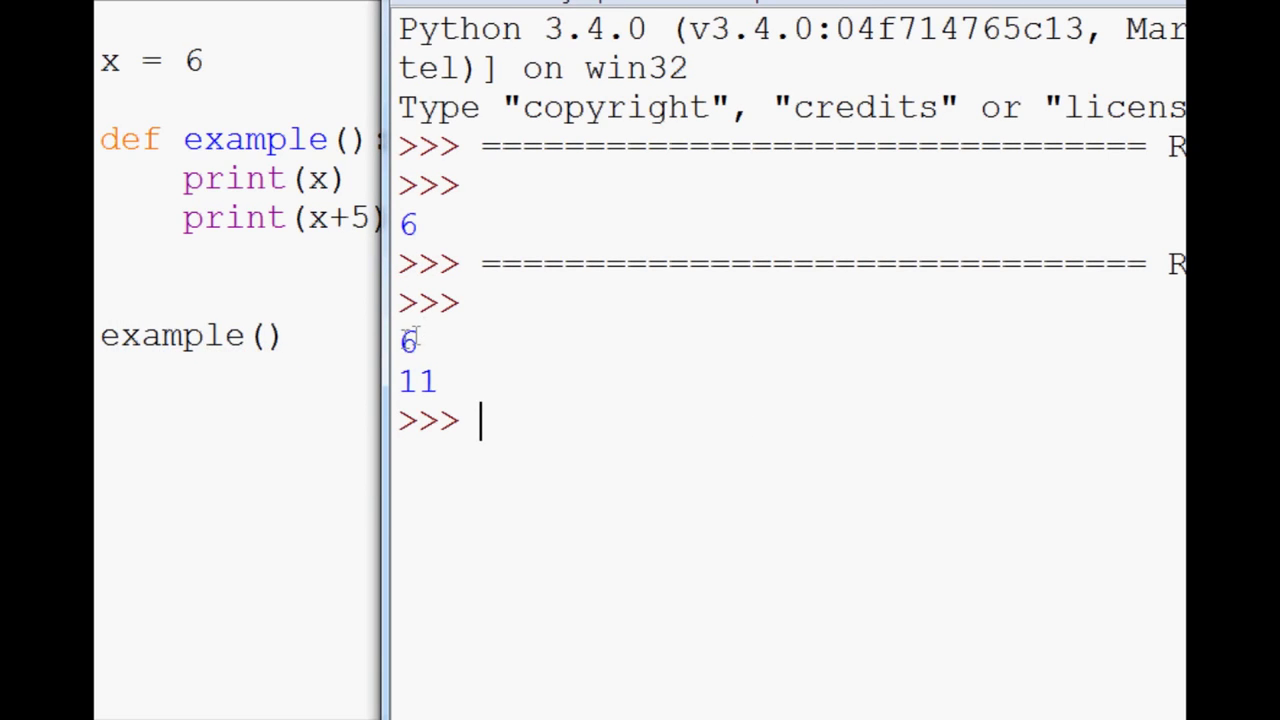 x = 6
def example():
print(x)
print(x+5)
example()
Python 3.4.0 (v3.4.0:04f714765c13, Mar
tel)] on win32
Type "copyright", "credits" or "licens
>>> ================================ R
>>>
6
>>> ================================ R
>>>
6
11
>>>